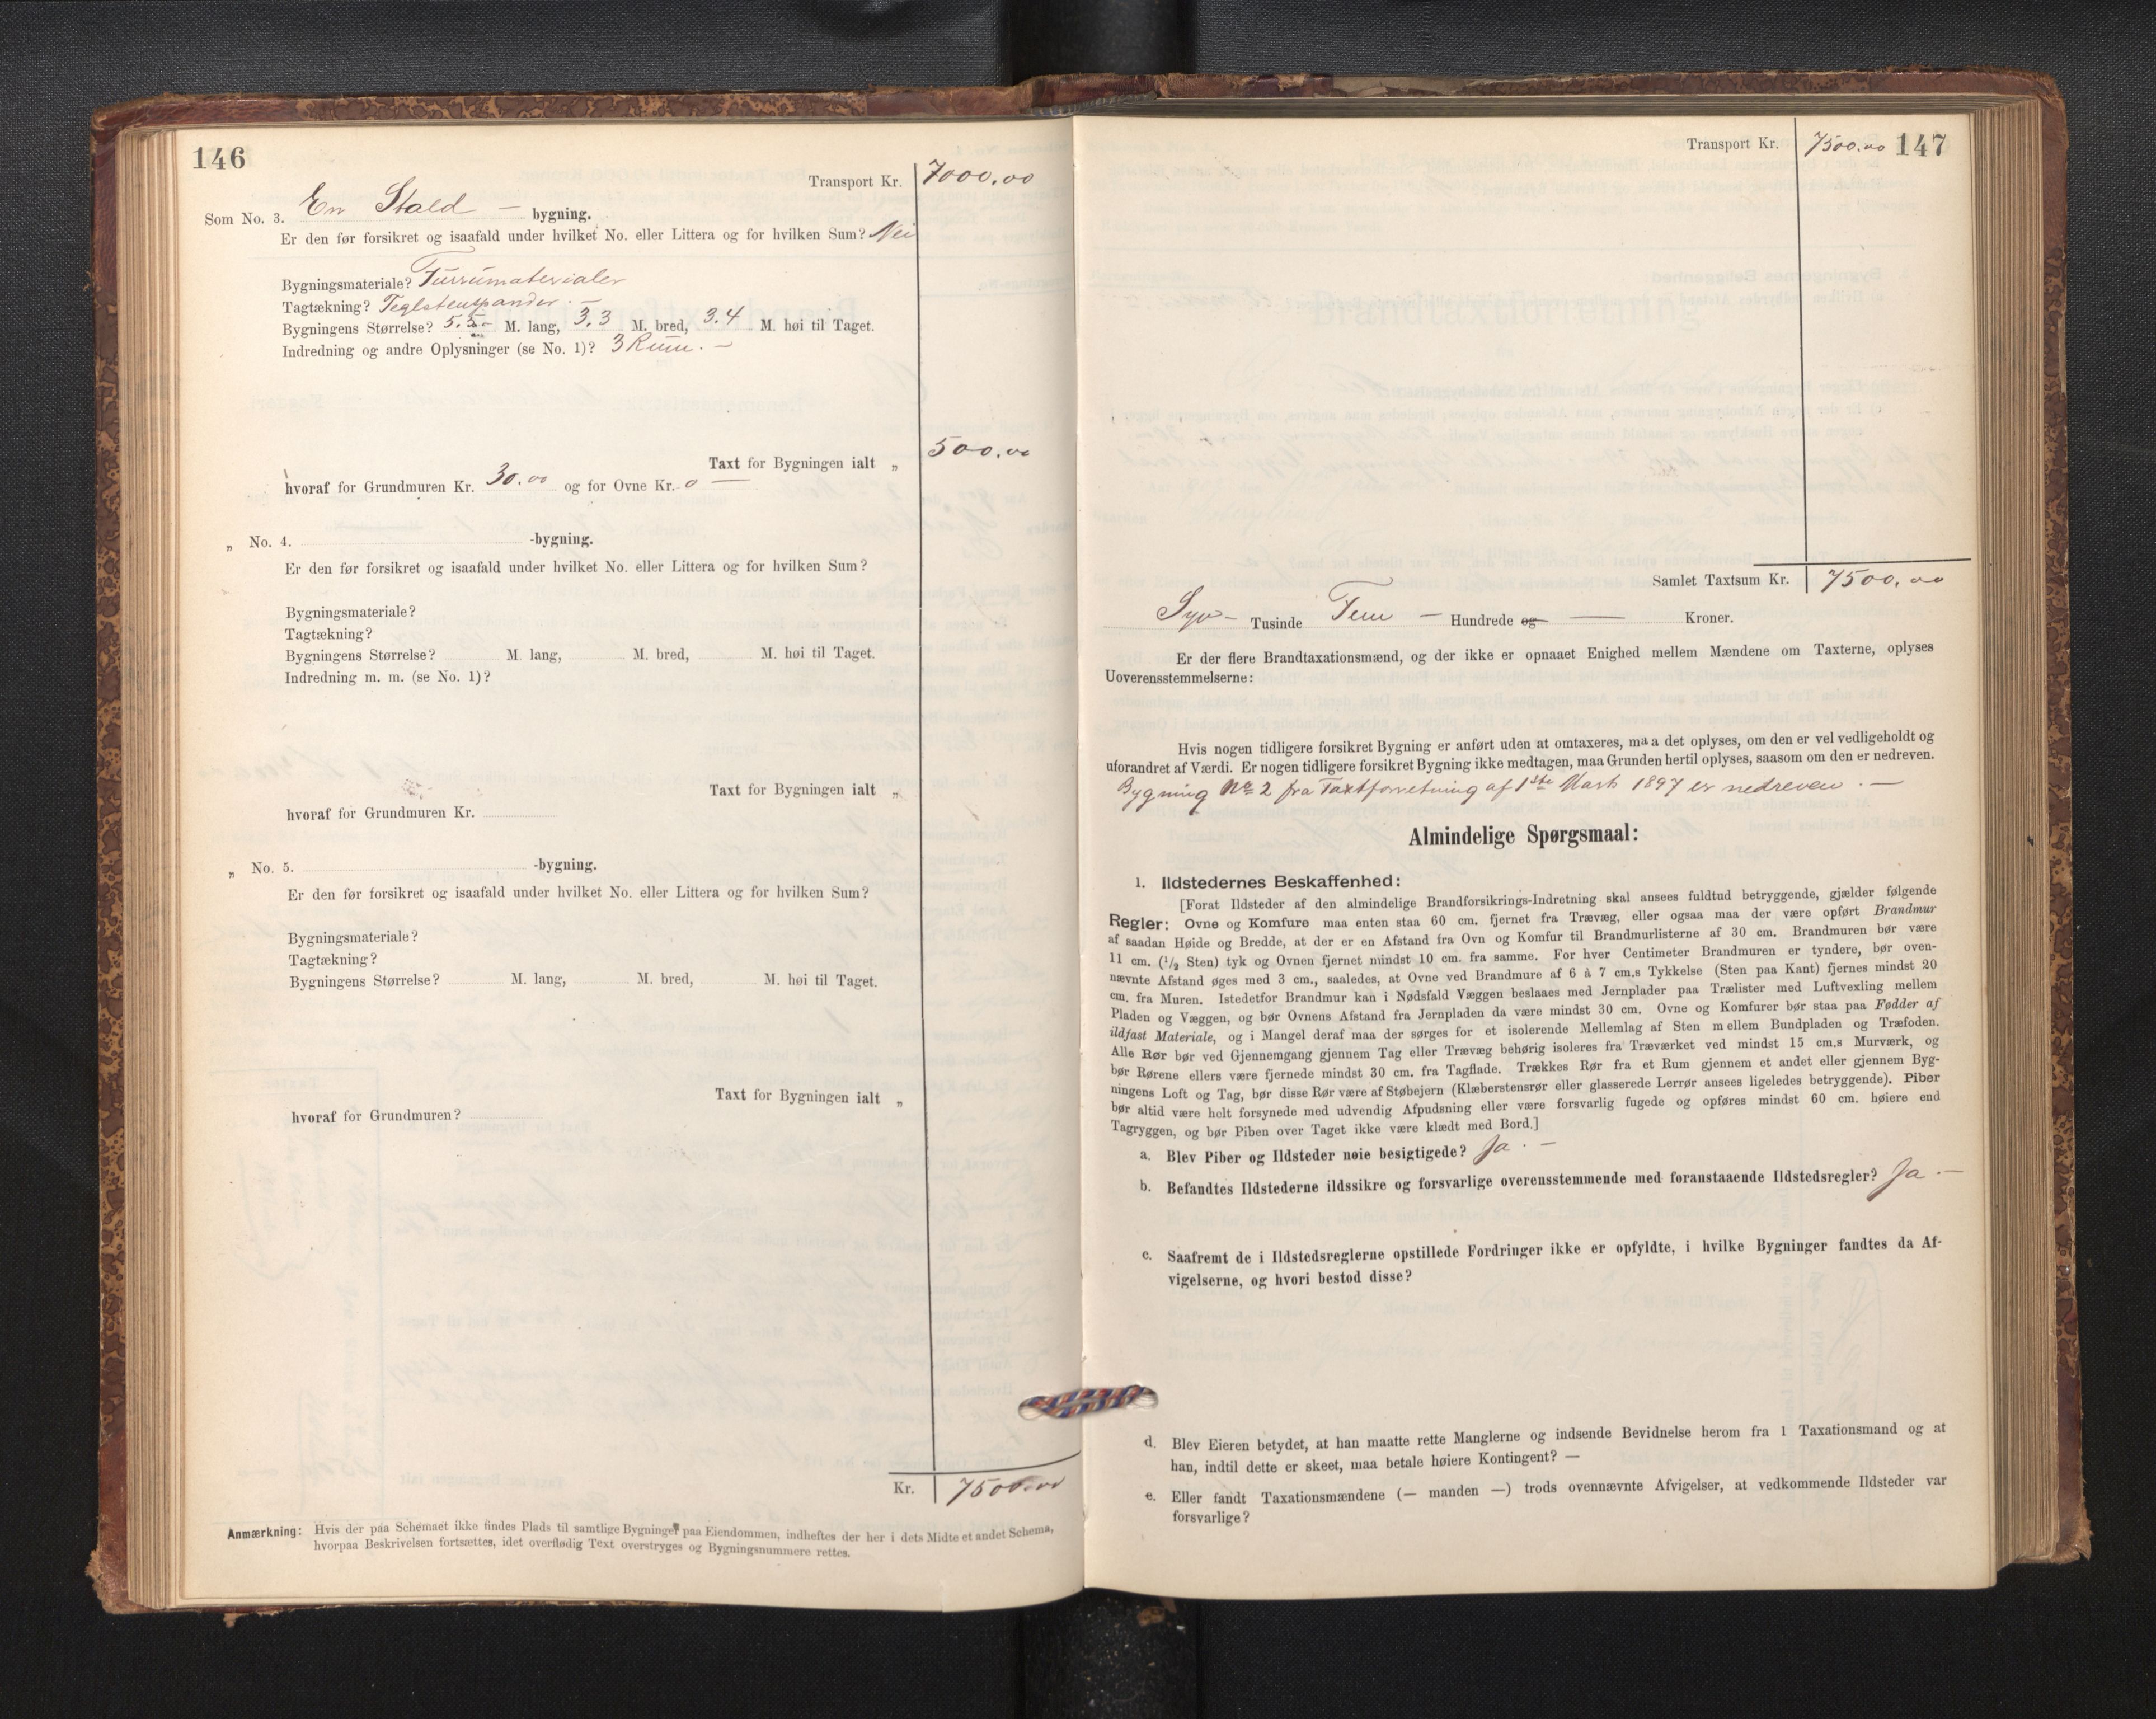 146
Transport Kr. 7000.00
Som No. 3. En Stald — bygning.
Er den før forsikret og isaafald under hvilket No. eller Littera og for hvilken Sum? Nei
Bygningsmateriale? Furrumaterialer
Tagtækning? Teglstenspander. —
Bygningens Størrelse? 5.5 - M. lang, 3.3 M. bred, 3.4 M. høi til Taget.
Indredning og andre Oplysninger (se No. 1)? 3 Rum. —
Taxt for Bygningen ialt „ 500.00
hvoraf for Grundmuren Kr. 30.00 og for Ovne Kr. 0 —
„ No. 4. -bygning.
Er den før forsikret og isaafald under hvilket No. eller Littera og for hvilken Sum?
Bygningsmateriale?
Tagtækning?
Bygningens Størrelse? M. lang, M. bred, M. høi til Taget.
Indredning m. m. (se No. 1)?
Taxt for Bygningen ialt „
hvoraf for Grundmuren Kr.
„ No. 5. -bygning.
Er den før forsikret og isaafald under hvilket No. eller Littera og for hvilken Sum?
Bygningsmateriale?
Tagtækning?
Bygningens Størrelse? M. lang, M. bred, M. høi til Taget.
Taxt for Bygningen ialt „
hvoraf for Grundmuren?
Kr. 7500.00
Anmærkning: Hvis der paa Schemaet ikke findes Plads til samtlige Bygninger paa Eiendommen, indheftes der her i dets Midte et andet Schema,
hvorpaa Beskrivelsen fortsættes, idet overflødig Text overstryges og Bygningsnummere rettes.
Transport Kr. 7500.00 147
Samlet Taxtsum Kr. 7500.00
Syv — Tusinde Fem — Hundrede og — Kroner.
Er der flere Brandtaxationsmænd, og der ikke er opnaaet Enighed mellem Mændene om Taxterne, oplyses
Uoverensstemmelserne:
Hvis nogen tidligere forsikret Bygning er anført uden at omtaxeres, maa det oplyses, om den er vel vedligeholdt og
uforandret af Værdi. Er nogen tidligere forsikret Bygning ikke medtagen, maa Grunden hertil oplyses, saasom om den er nedreven.
Bygning No 2 fra Taxtforretning af 1ste Marts 1897 er nedreven. —
Almindelige Spørgsmaal:
1. Ildstedernes Beskaffenhed:
[Forat Ildsteder af den almindelige Brandforsikrings-Indretning skal ansees fuldtud betryggende, gjælder følgende
Regler: Ovne og Komfure maa enten staa 60 cm. fjernet fra Trævæg, eller ogsaa maa der være opført Brandmur
af saadan Høide og Bredde, at der er en Afstand fra Ovn og Komfur til Brandmurlisterne af 30 cm. Brandmuren bør være
11 cm. (1/2 Sten) tyk og Ovnen fjernet mindst 10 cm. fra samme. For hver Centimeter Brandmuren er tyndere, bør oven-
nævnte Afstand øges med 3 cm., saaledes, at Ovne ved Brandmure af 6 à 7 cm.s Tykkelse (Sten paa Kant) fjernes mindst 20
cm. fra Muren. Istedetfor Brandmur kan i Nødsfald Væggen beslaaes med Jernplader paa Trælister med Luftvexling mellem
Pladen og Væggen, og bør Ovnens Afstand fra Jernpladen da være mindst 30 cm. Ovne og Komfurer bør staa paa Fødder af
ildfast Materiale, og i Mangel deraf maa der sørges for et isolerende Mellemlag af Sten mellem Bundpladen og Træfoden.
Alle Rør bør ved Gjennemgang gjennem Tag eller Trævæg behørig isoleres fra Træværket ved mindst 15 cm.s Murværk, og
bør Rørene ellers være fjernede mindst 30 cm. fra Tagflade. Trækkes Rør fra et Rum gjennem et andet eller gjennem Byg-
ningens Loft og Tag, bør disse Rør være af Støbejern (Klæberstensrør eller glasserede Lerrør ansees ligeledes betryggende). Piber
bør altid være helt forsynede med udvendig Afpudsning eller være forsvarlig fugede og opføres mindst 60 cm. høiere end
Tagryggen, og bør Piben over Taget ikke være klædt med Bord.]
a. Blev Piber og Ildsteder nøie besigtigede? Ja. —
b. Befandtes Ildstederne ildssikre og forsvarlige overensstemmende med foranstaaende Ildstedsregler? Ja —
c. Saafremt de i Ildstedsreglerne opstillede Fordringer ikke er opfyldte, i hvilke Bygninger fandtes da Af-
vigelserne, og hvori bestod disse?
d. Blev Eieren betydet, at han maatte rette Manglerne og indsende Bevidnelse herom fra 1 Taxationsmand og at
han, indtil dette er skeet, maa betale høiere Kontingent? —
e. Eller fandt Taxationsmændene (— manden —) trods ovennævnte Afvigelser, at vedkommende Ildsteder var
forsvarlige?